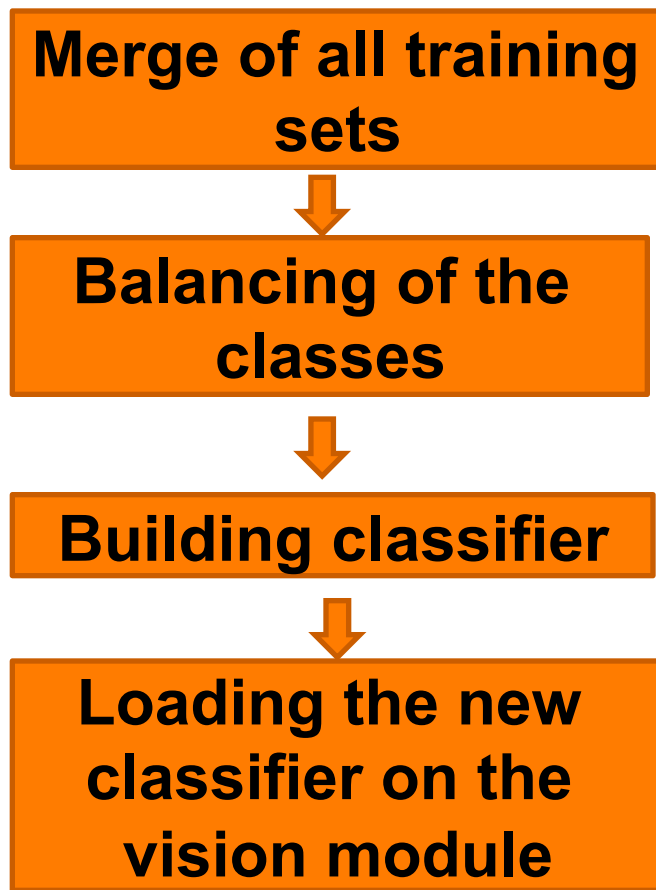 Merge of all training
sets
Balancing of the
classes
Building classifier
Loading the new
classifier on the
vision module